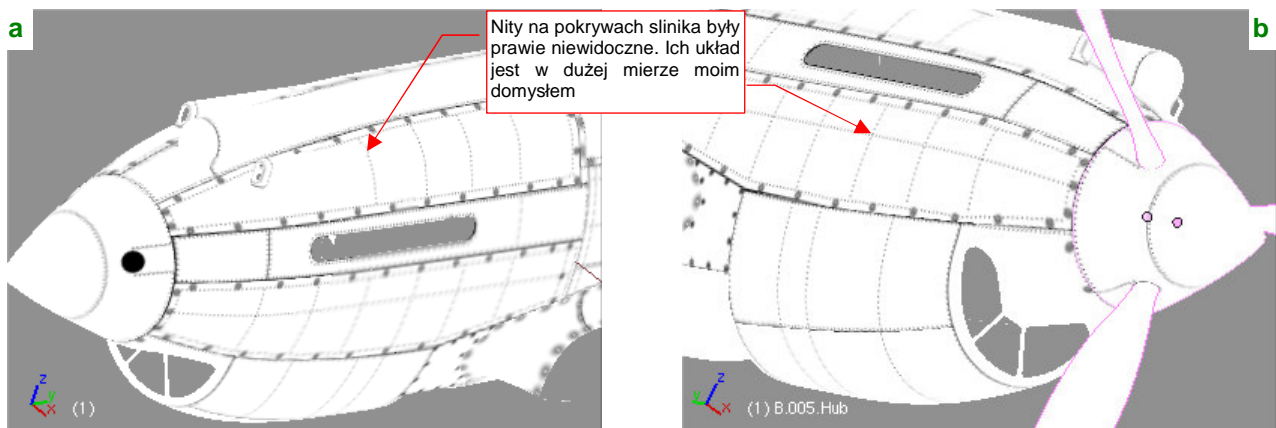 a
Nity na pokrywach slinika były
prawie niewidoczne. Ich układ
jest w dużej mierze moim
domysłem
b
z
y
x
(1)
z
y
x
(1) B.005.Hub